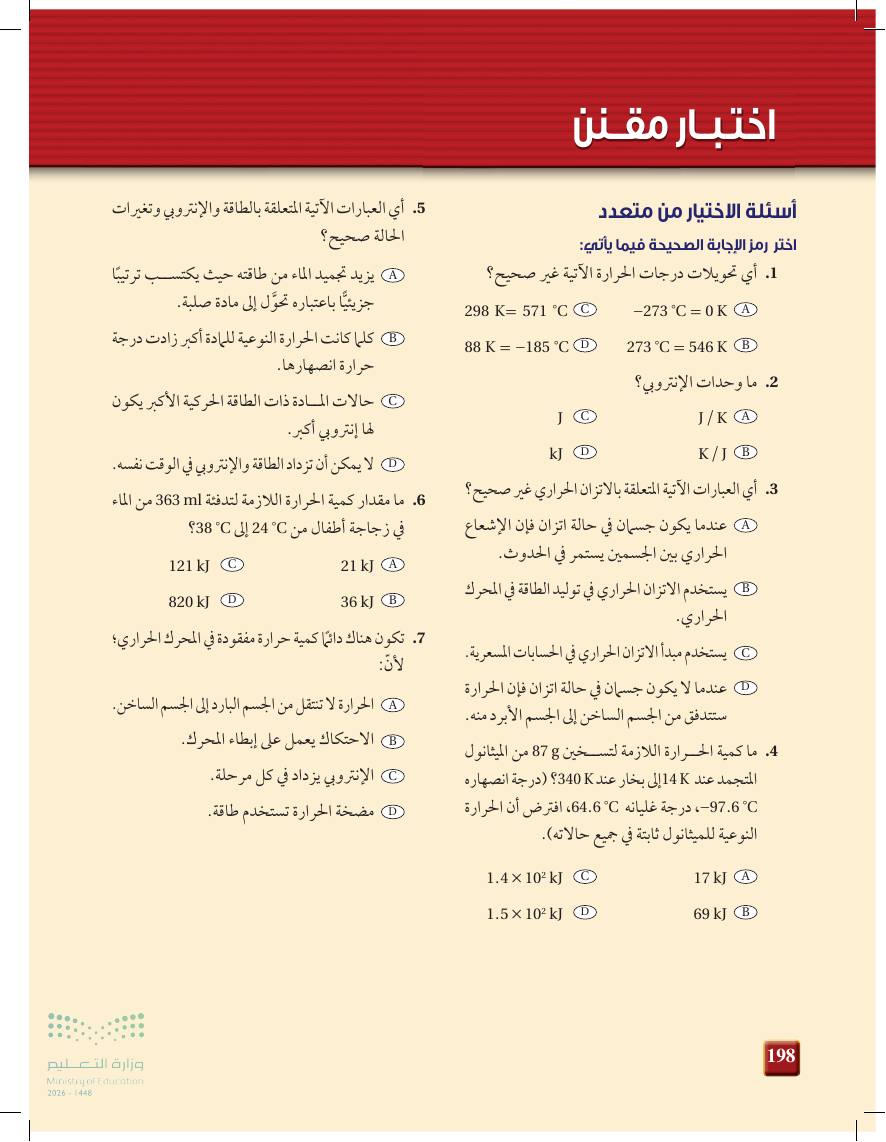 اختبار مقنن
أسئلة الاختيار من متعدد
اختر رمز الإجابة الصحيحة فيما يأتي:
1. أي تحويلات درجات الحرارة الآتية غير صحيح؟
A −273 °C = 0 K C 298 K= 571 °C
B 273 °C = 546 K D 88 K = −185 °C
2. ما وحدات الإنتروبي؟
A J / K C J
B K / J D kJ
3. أي العبارات الآتية المتعلقة بالاتزان الحراري غير صحيح؟
A عندما يكون جسمان في حالة اتزان فإن الإشعاع
الحراري بين الجسمين يستمر في الحدوث.
B يستخدم الاتزان الحراري في توليد الطاقة في المحرك
الحراري.
C يستخدم مبدأ الاتزان الحراري في الحسابات المسعرية.
D عندما لا يكون جسمان في حالة اتزان فإن الحرارة
ستتدفق من الجسم الساخن إلى الجسم الأبرد منه.
4. ما كمية الحرارة اللازمة لتسخين 87 g من الميثانول
المتجمد عند 14 K إلى بخار عند 340 K؟ (درجة انصهاره
−97.6 °C، درجة غليانه 64.6 °C، افترض أن الحرارة
النوعية للميثانول ثابتة في جميع حالاته).
A 17 kJ C 1.4 × 10² kJ
B 69 kJ D 1.5 × 10² kJ
5. أي العبارات الآتية المتعلقة بالطاقة والإنتروبي وتغيرات
الحالة صحيح؟
A يزيد تجميد الماء من طاقته حيث يكتسب ترتيبًا
جزيئيًّا باعتباره تحوَّل إلى مادة صلبة.
B كلما كانت الحرارة النوعية للمادة أكبر زادت درجة
حرارة انصهارها.
C حالات المادة ذات الطاقة الحركية الأكبر يكون
لها إنتروبي أكبر.
D لا يمكن أن تزداد الطاقة والإنتروبي في الوقت نفسه.
6. ما مقدار كمية الحرارة اللازمة لتدفئة 363 ml من الماء
في زجاجة أطفال من 24 °C إلى 38 °C؟
A 21 kJ C 121 kJ
B 36 kJ D 820 kJ
7. تكون هناك دائمًا كمية حرارة مفقودة في المحرك الحراري؛
لأنّ:
A الحرارة لا تنتقل من الجسم البارد إلى الجسم الساخن.
B الاحتكاك يعمل على إبطاء المحرك.
C الإنتروبي يزداد في كل مرحلة.
D مضخة الحرارة تستخدم طاقة.
198
وزارة التعليم
Ministry of Education
2026 - 1448